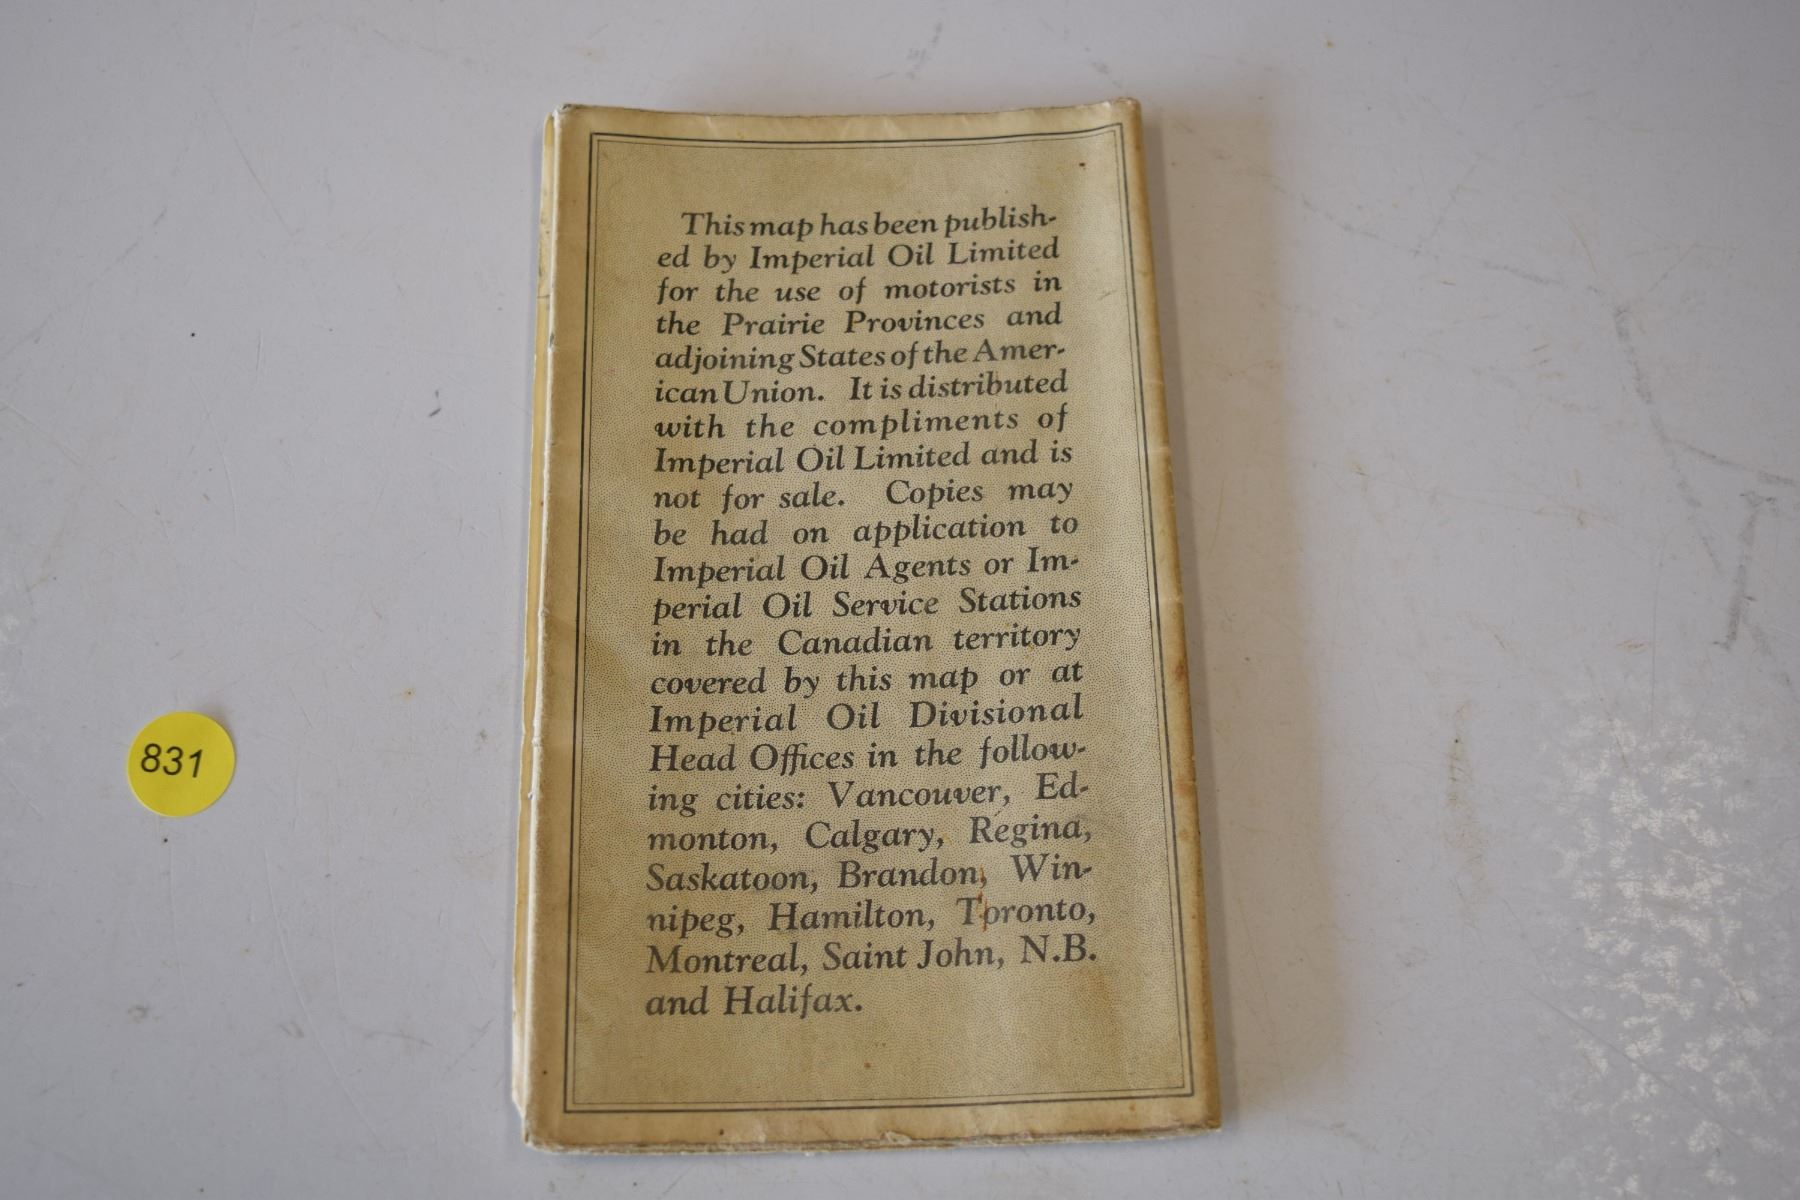 This map has been publish-
ed by Imperial Oil Limited
for the use of motorists in
the Prairie Provinces and
adjoining States of the Amer-
ican Union. It is distributed
with the compliments of
Imperial Oil Limited and is
not for sale. Copies may
be had on application to
Imperial Oil Agents or Im-
perial Oil Service Stations
in the Canadian territory
covered by this map or at
Imperial Oil Divisional
Head Offices in the follow-
ing cities: Vancouver, Ed-
monton, Calgary, Regina,
Saskatoon, Brandon, Win-
nipeg, Hamilton, Toronto,
Montreal, Saint John, N.B.
and Halifax.
831